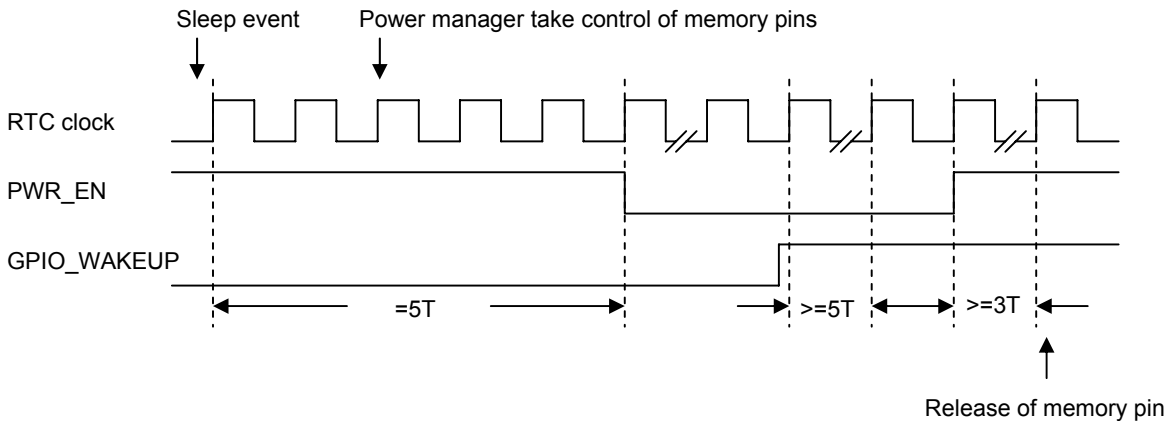 Sleep event
Power manager take control of memory pins
RTC clock
PWR_EN
GPIO_WAKEUP
=5T
>=5T
>=3T
Release of memory pin